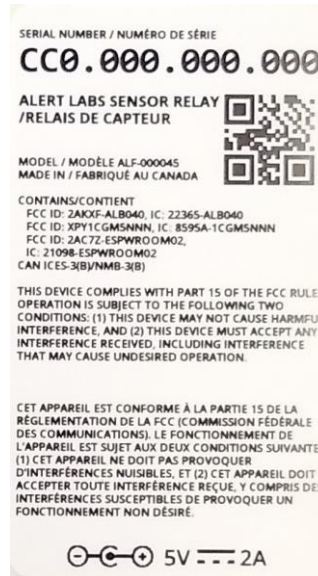 SERIAL NUMBER / NUMÉRO DE SÉRIE
CC0.000.000.000
ALERT LABS SENSOR RELAY
/RELAIS DE CAPTEUR
MODEL / MODÈLE ALF-000045
MADE IN / FABRIQUÉ AU CANADA
CONTAINS/CONTIENT
FCC ID: 2AKXF-ALB040, IC: 22365-ALB040
FCC ID: XPY1CGM5NNN, IC: 8595A-1CGM5NNN
FCC ID: 2AC7Z-ESPWROOM02,
IC: 21098-ESPWROOM02
CAN ICES-3(B)/NMB-3(B)
THIS DEVICE COMPLIES WITH PART 15 OF THE FCC RULE
OPERATION IS SUBJECT TO THE FOLLOWING TWO
CONDITIONS: (1) THIS DEVICE MAY NOT CAUSE HARMFU
INTERFERENCE, AND (2) THIS DEVICE MUST ACCEPT ANY
INTERFERENCE RECEIVED, INCLUDING INTERFERENCE
THAT MAY CAUSE UNDESIRED OPERATION.
CET APPAREIL EST CONFORME À LA PARTIE 15 DE LA
RÉGLEMENTATION DE LA FCC (COMMISSION FÉDÉRALE
DES COMMUNICATIONS). LE FONCTIONNEMENT DE
L'APPAREIL EST SUJET AUX DEUX CONDITIONS SUIVANTE
(1) CET APPAREIL NE DOIT PAS PROVOQUER
D'INTERFÉRENCES NUISIBLES, ET (2) CET APPAREIL DOIT
ACCEPTER TOUTE INTERFÉRENCE REÇUE, Y COMPRIS DE
INTERFÉRENCES SUSCEPTIBLES DE PROVOQUER UN
FONCTIONNEMENT NON DÉSIRÉ.
5V 2A